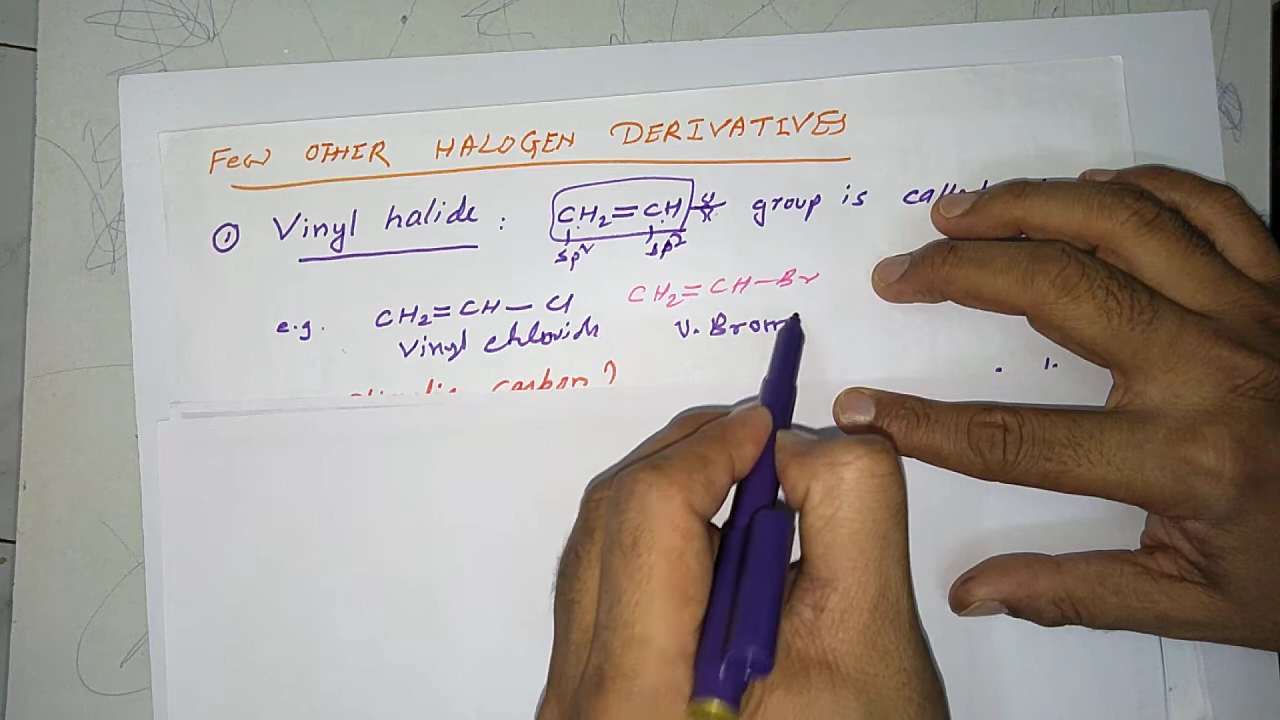 FEW OTHER HALOGEN DERIVATIVES
① Vinyl halide : CH₂=CH group is
sp² sp²
e.g. CH₂=CH–Cl CH₂=CH–Br
Vinyl chloride V. Brom
carbon?